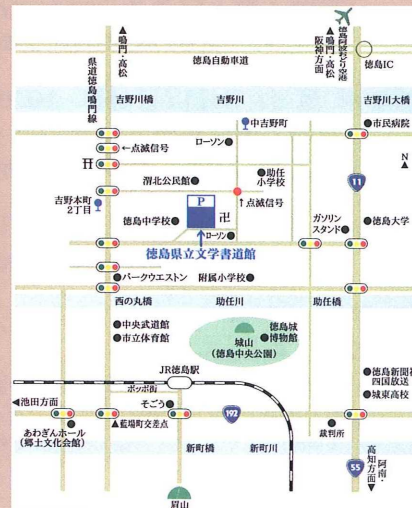 ▲鳴門・高松
▲鳴門・高松
阪神方面
徳島阿波おどり空港
県道徳島鳴門線
徳島自動車道
徳島IC
吉野川橋
吉野川
吉野川大橋
中吉野町
市民病院
ローソン
←点滅信号
N
渭北公民館
助任
小学校
11
吉野本町
2丁目
P
↑点滅信号
徳島中学校
卍
ガソリン
スタンド
徳島大学
ローソン
徳島県立文学書道館
パークウエストン
附属小学校
西の丸橋
助任川
助任橋
中央武道館
市立体育館
徳島城
博物館
城山
(徳島中央公園)
JR徳島駅
徳島新聞社
四国放送
城東高校
ポッポ街
◀池田方面
そごう
192
あわぎんホール
(郷土文化会館)
▲藍場町交差点
裁判所
新町橋
新町川
55
阿南・
高知方面▶
眉山